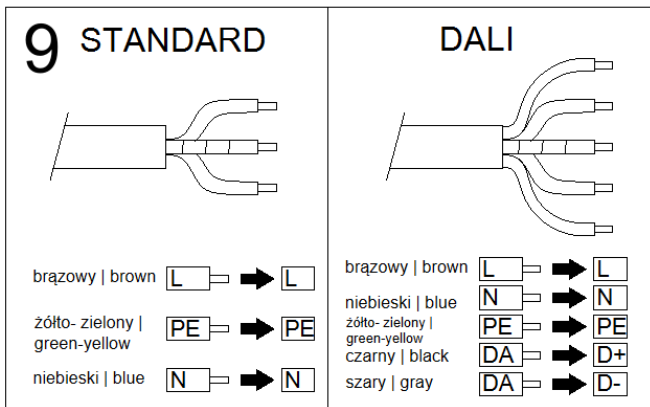 9 STANDARD
brązowy | brown L L
żółto- zielony |
green-yellow PE PE
niebieski | blue N N
DALI
brązowy | brown L L
niebieski | blue N N
żółto- zielony |
green-yellow PE PE
czarny | black DA D+
szary | gray DA D-